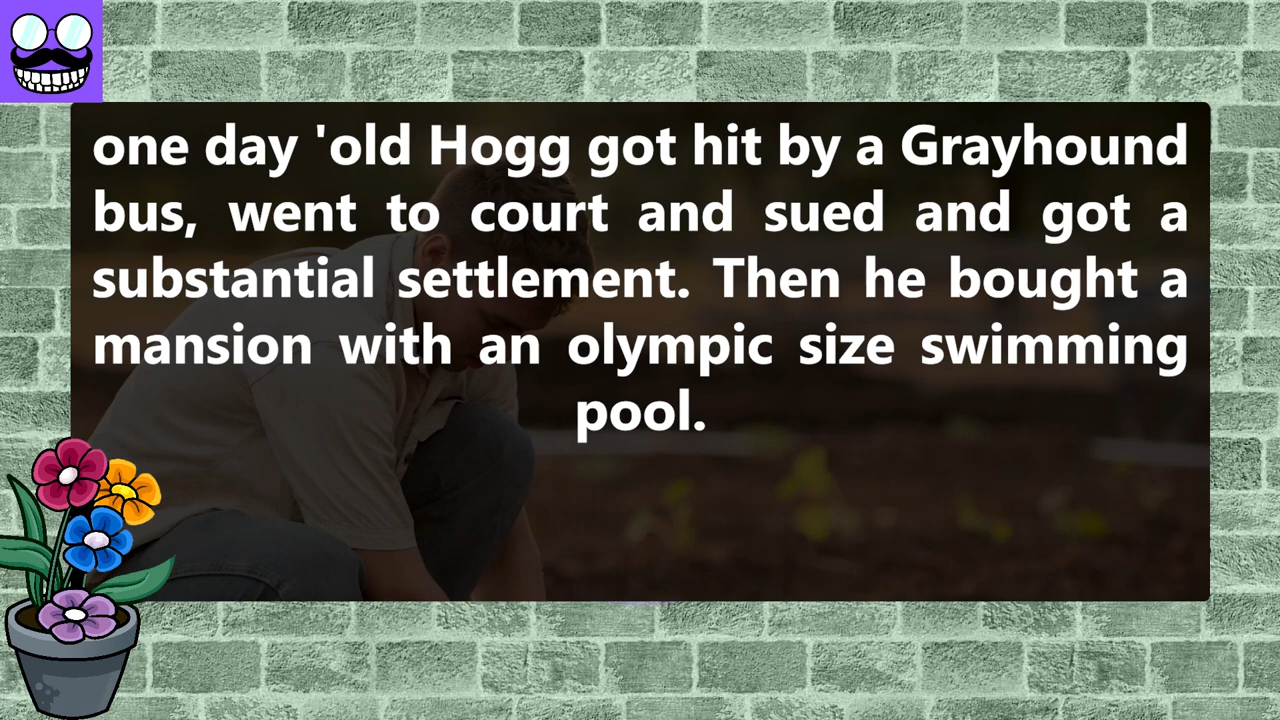 one day 'old Hogg got hit by a Grayhound
bus, went to court and sued and got a
substantial settlement. Then he bought a
mansion with an olympic size swimming
pool.